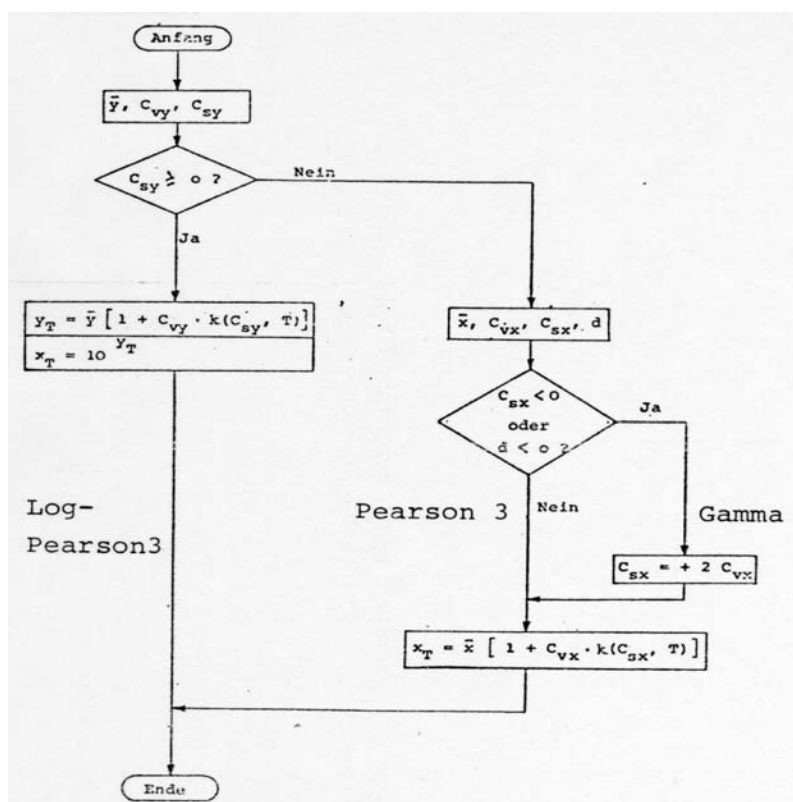 Anfang
ȳ, C_vy, C_sy
C_sy ≥ o ?
Nein
Ja
y_T = ȳ [ 1 + C_vy · k(C_sy, T)]
x_T = 10^y_T
x̄, C_vx, C_sx, d
C_sx < O
oder
d < o ?
Ja
Log-
Pearson3
Pearson 3
Nein
Gamma
C_sx = + 2 C_vx
x_T = x̄ [ 1 + C_vx · k(C_sx, T)]
Ende